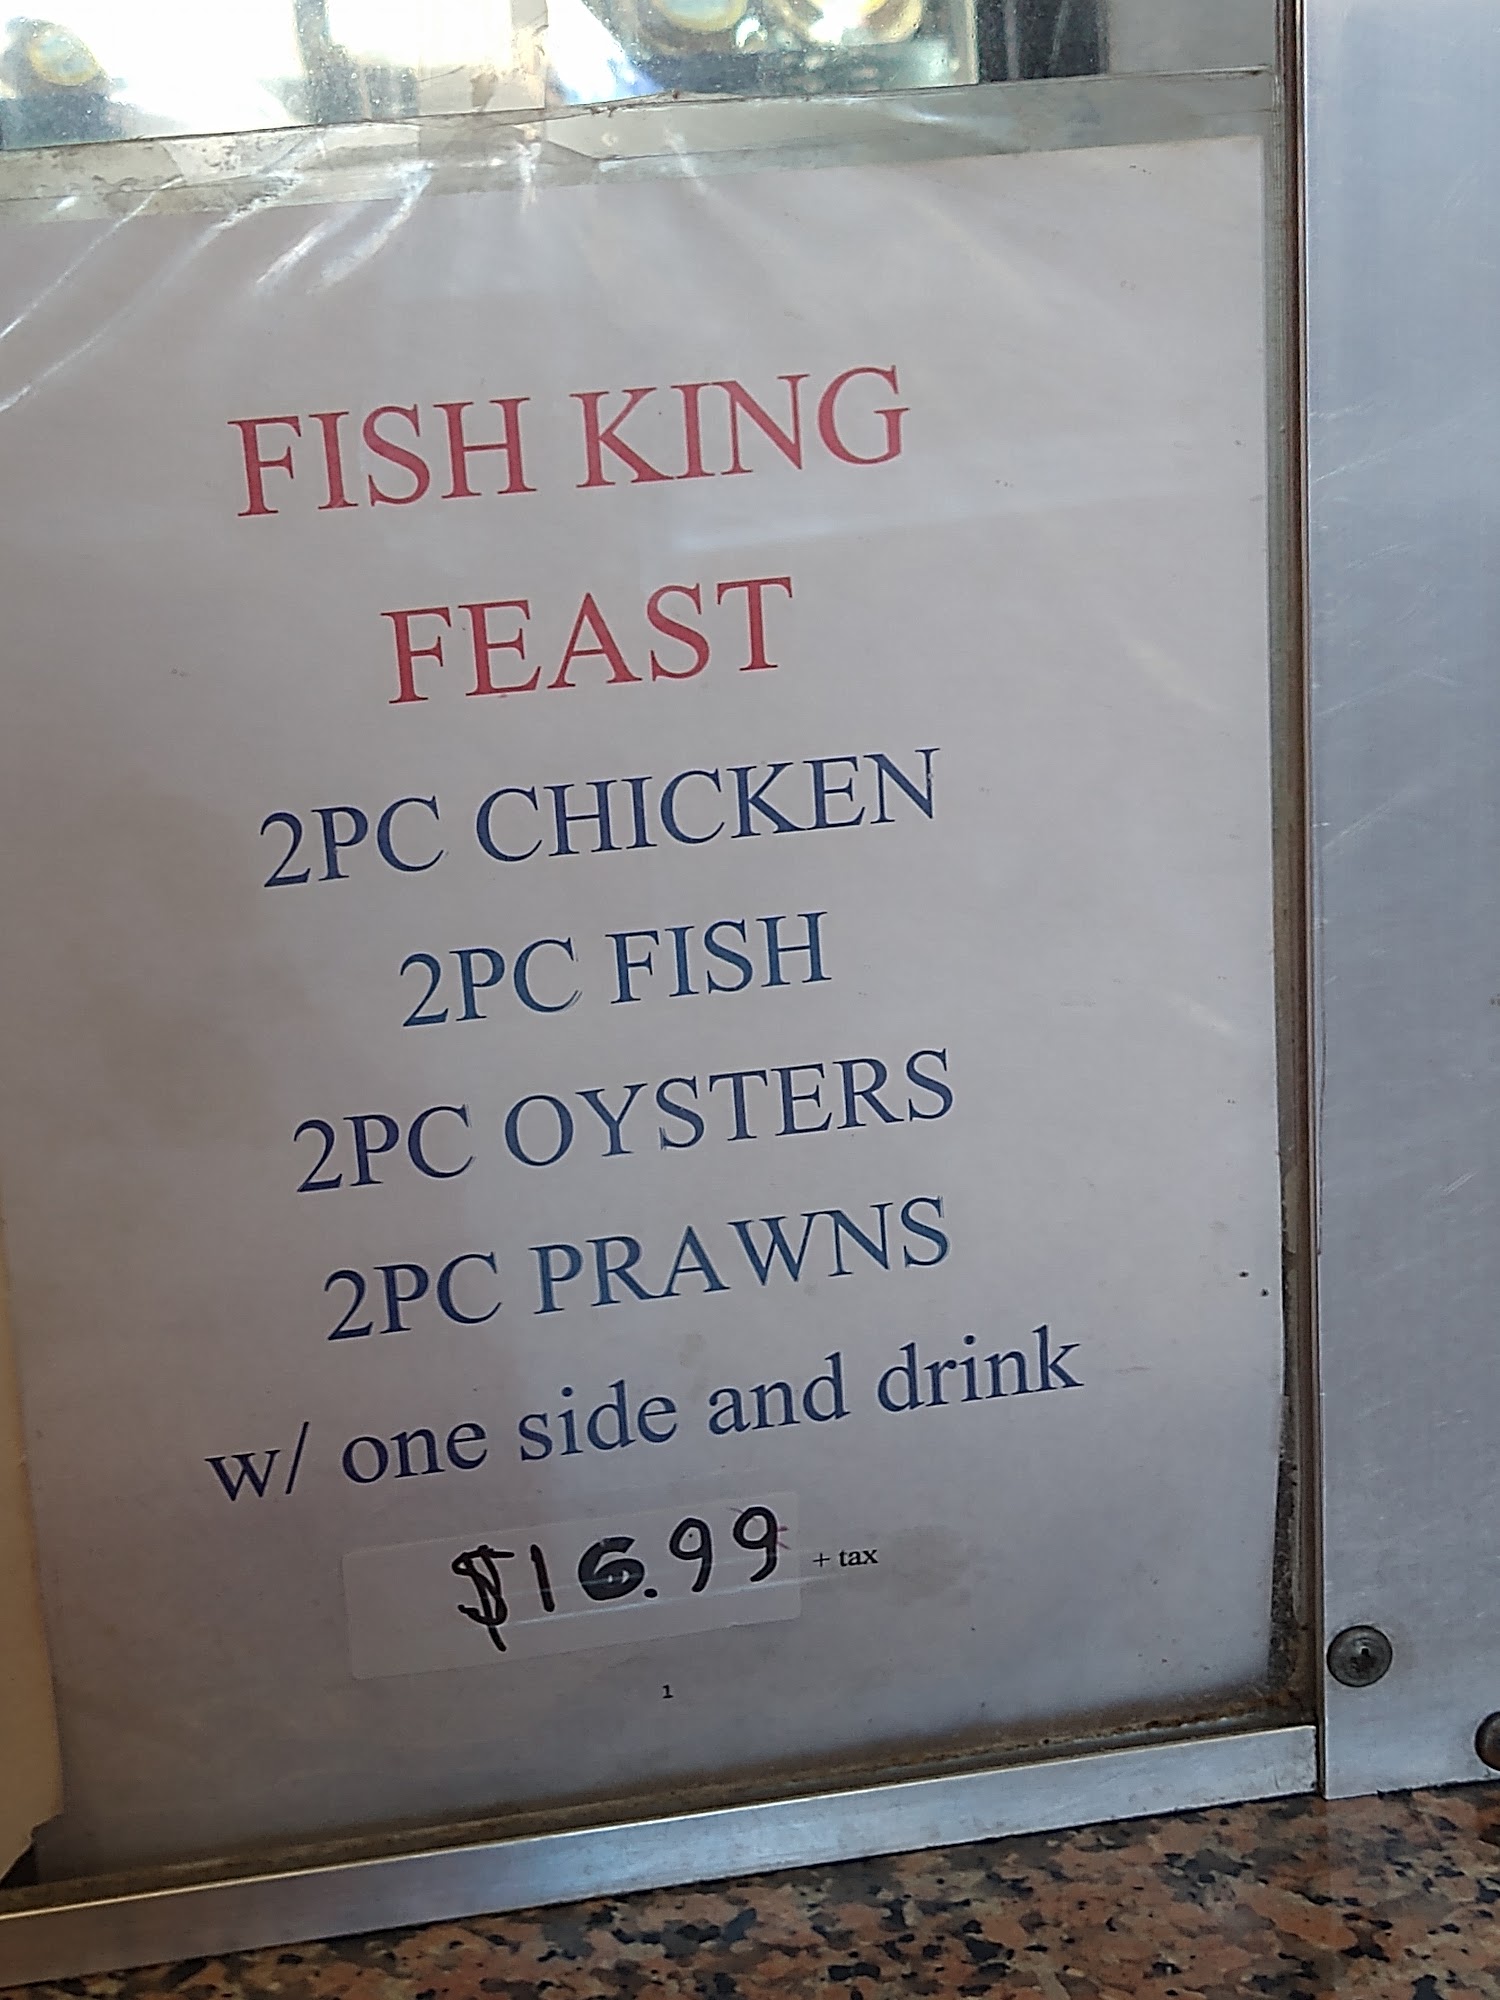 FISH KING
FEAST
2PC CHICKEN
2PC FISH
2PC OYSTERS
2PC PRAWNS
w/ one side and drink
$16.99 + tax
1